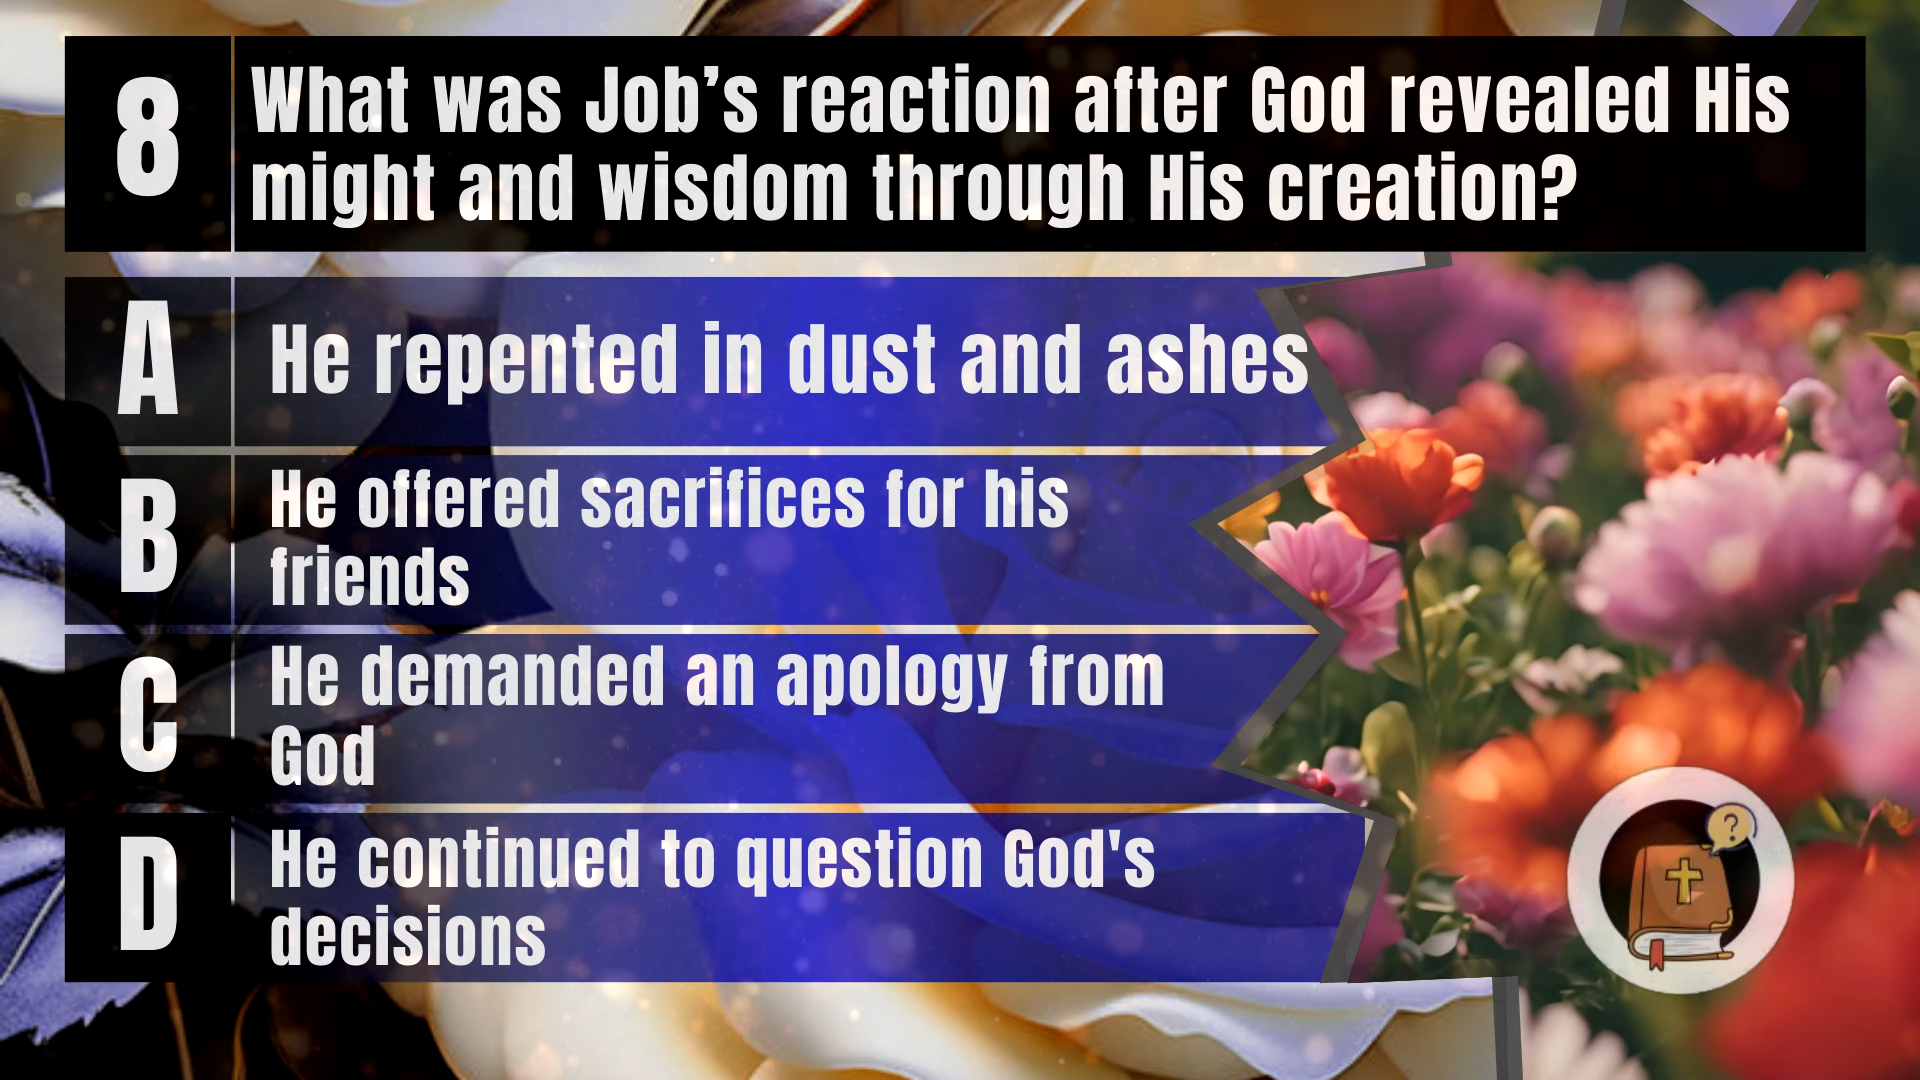 8
What was Job’s reaction after God revealed His
might and wisdom through His creation?
A
He repented in dust and ashes
B
He offered sacrifices for his
friends
C
He demanded an apology from
God
D
He continued to question God's
decisions
?